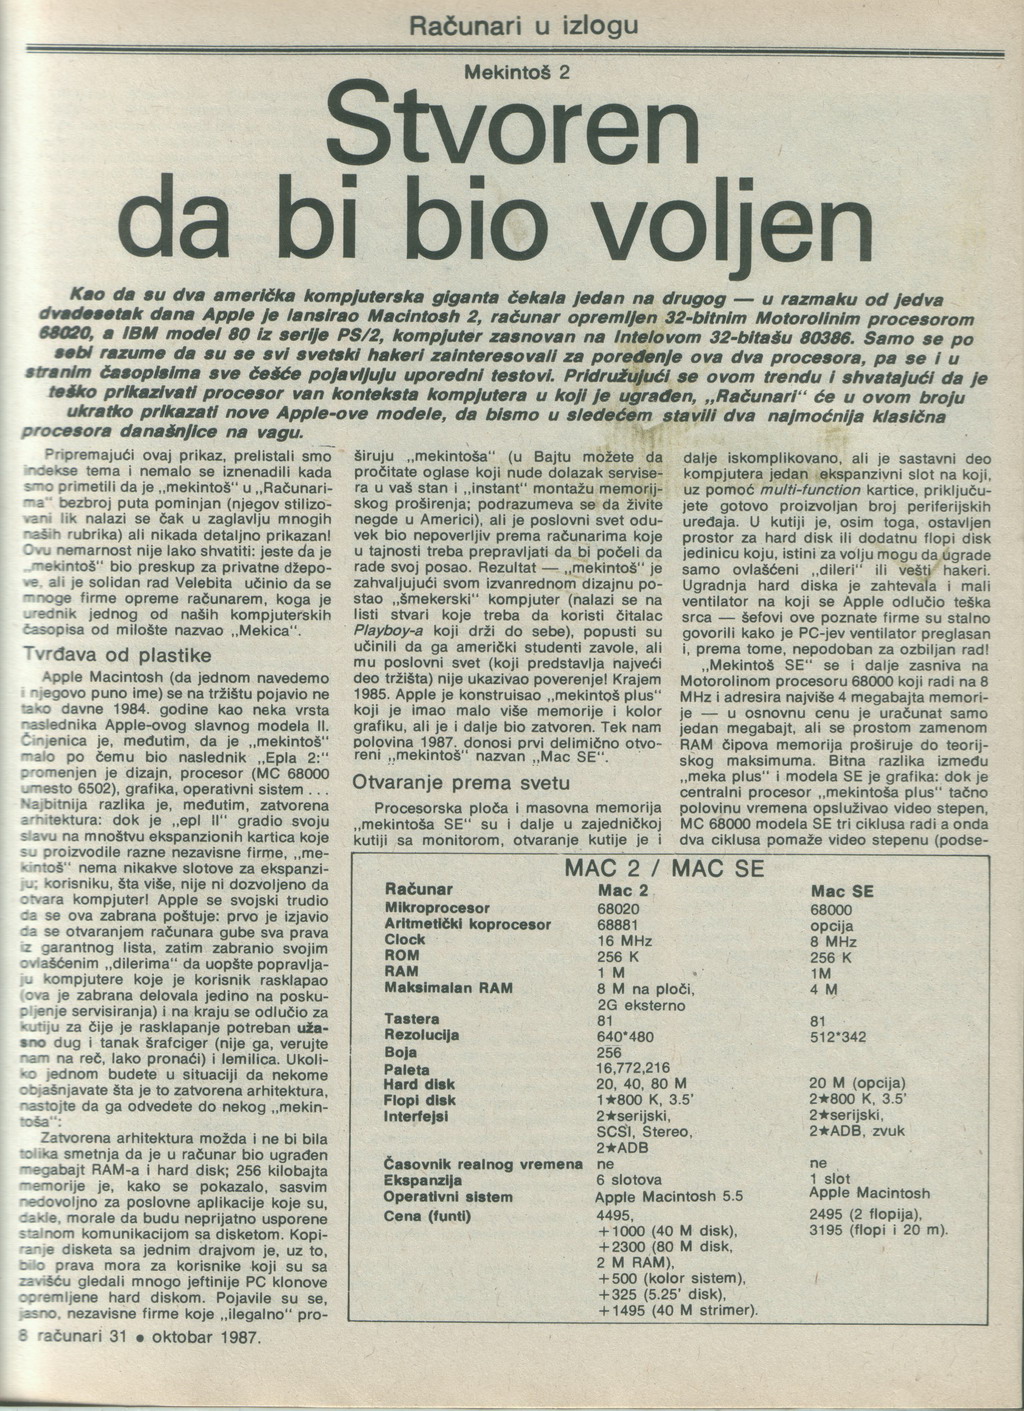 Računari u izlogu
Mekintoš 2
Stvoren
da bi bio voljen
Kao da su dva američka kompjuterska giganta čekala jedan na drugog — u razmaku od jedva
dvadesetak dana Apple je lansirao Macintosh 2, računar opremljen 32-bitnim Motorolinim procesorom
68020, a IBM model 80 iz serije PS/2, kompjuter zasnovan na Intelovom 32-bitašu 80386. Samo se po
sebi razume da su se svi svetski hakeri zainteresovali za poređenje ova dva procesora, pa se i u
stranim časopisima sve češće pojavljuju uporedni testovi. Pridružujući se ovom trendu i shvatajući da je
teško prikazivati procesor van konteksta kompjutera u koji je ugrađen, „Računari“ će u ovom broju
ukratko prikazati nove Apple-ove modele, da bismo u sledećem stavili dva najmoćnija klasična
procesora današnjice na vagu.
Pripremajući ovaj prikaz, prelistali smo
indekse tema i nemalo se iznenadili kada
smo primetili da je „mekintoš“ u „Računari-
ma“ bezbroj puta pominjan (njegov stilizo-
vani lik nalazi se čak u zaglavlju mnogih
naših rubrika) ali nikada detaljno prikazan!
Ovu nemarnost nije lako shvatiti: jeste da je
„mekintoš“ bio preskup za privatne džepo-
ve, ali je solidan rad Velebita učinio da se
mnoge firme opreme računarem, koga je
urednik jednog od naših kompjuterskih
časopisa od milošte nazvao „Mekica“.
Tvrđava od plastike
Apple Macintosh (da jednom navedemo
i njegovo puno ime) se na tržištu pojavio ne
tako davne 1984. godine kao neka vrsta
naslednika Apple-ovog slavnog modela II.
Činjenica je, međutim, da je „mekintoš“
malo po čemu bio naslednik „Epla 2:“
promenjen je dizajn, procesor (MC 68000
umesto 6502), grafika, operativni sistem . . .
Najbitnija razlika je, međutim, zatvorena
arhitektura: dok je „epl II“ gradio svoju
slavu na mnoštvu ekspanzionih kartica koje
su proizvodile razne nezavisne firme, „me-
kintoš“ nema nikakve slotove za ekspanzi-
ju; korisniku, šta više, nije ni dozvoljeno da
otvara kompjuter! Apple se svojski trudio
da se ova zabrana poštuje: prvo je izjavio
da se otvaranjem računara gube sva prava
iz garantnog lista, zatim zabranio svojim
ovlašćenim „dilerima“ da uopšte popravlja-
ju kompjutere koje je korisnik rasklapao
(ova je zabrana delovala jedino na posku-
pljenje servisiranja) i na kraju se odlučio za
kutiju za čije je rasklapanje potreban uža-
sno dug i tanak šrafciger (nije ga, verujte
nam na reč, lako pronaći) i lemilica. Ukoli-
ko jednom budete u situaciji da nekome
objašnjavate šta je to zatvorena arhitektura,
nastojte da ga odvedete do nekog „mekin-
toša“:
Zatvorena arhitektura možda i ne bi bila
tolika smetnja da je u računar bio ugrađen
megabajt RAM-a i hard disk; 256 kilobajta
memorije je, kako se pokazalo, sasvim
nedovoljno za poslovne aplikacije koje su,
dakle, morale da budu neprijatno usporene
stalnom komunikacijom sa disketom. Kopi-
ranje disketa sa jednim drajvom je, uz to,
bilo prava mora za korisnike koji su sa
zavišću gledali mnogo jeftinije PC klonove
opremljene hard diskom. Pojavile su se,
jasno, nezavisne firme koje „ilegalno“ pro-
širuju „mekintoša“ (u Bajtu možete da
pročitate oglase koji nude dolazak servise-
ra u vaš stan i „instant“ montažu memorij-
skog proširenja; podrazumeva se da živite
negde u Americi), ali je poslovni svet odu-
vek bio nepoverljiv prema računarima koje
u tajnosti treba prepravljati da bi počeli da
rade svoj posao. Rezultat — „mekintoš“ je
zahvaljujući svom izvanrednom dizajnu po-
stao „šmekerski“ kompjuter (nalazi se na
listi stvari koje treba da koristi čitalac
Playboy-a koji drži do sebe), popusti su
učinili da ga američki studenti zavole, ali
mu poslovni svet (koji predstavlja najveći
deo tržišta) nije ukazivao poverenje! Krajem
1985. Apple je konstruisao „mekintoš plus“
koji je imao malo više memorije i kolor
grafiku, ali je i dalje bio zatvoren. Tek nam
polovina 1987. donosi prvi delimično otvo-
reni „mekintoš“ nazvan „Mac SE“.
Otvaranje prema svetu
Procesorska ploča i masovna memorija
„mekintoša SE“ su i dalje u zajedničkoj
kutiji sa monitorom, otvaranje kutije je i
dalje iskomplikovano, ali je sastavni deo
kompjutera jedan ekspanzivni slot na koji,
uz pomoć multi-function kartice, priključu-
jete gotovo proizvoljan broj periferijskih
uređaja. U kutiji je, osim toga, ostavljen
prostor za hard disk ili dodatnu flopi disk
jedinicu koju, istini za volju mogu da ugrade
samo ovlašćeni „dileri“ ili vešti hakeri.
Ugradnja hard diska je zahtevala i mali
ventilator na koji se Apple odlučio teška
srca — šefovi ove poznate firme su stalno
govorili kako je PC-jev ventilator preglasan
i, prema tome, nepodoban za ozbiljan rad!
„Mekintoš SE“ se i dalje zasniva na
Motorolinom procesoru 68000 koji radi na 8
MHz i adresira najviše 4 megabajta memori-
je — u osnovnu cenu je uračunat samo
jedan megabajt, ali se prostom zamenom
RAM čipova memorija proširuje do teorij-
skog maksimuma. Bitna razlika između
„meka plus“ i modela SE je grafika: dok je
centralni procesor „mekintoša plus“ tačno
polovinu vremena opsluživao video stepen,
MC 68000 modela SE tri ciklusa radi a onda
dva ciklusa pomaže video stepenu (podse-
MAC 2 / MAC SE
Računar Mac 2 Mac SE
Mikroprocesor 68020 68000
Aritmetički koprocesor 68881 opcija
Clock 16 MHz 8 MHz
ROM 256 K 256 K
RAM 1 M 1M
Maksimalan RAM 8 M na ploči, 4 M
2G eksterno
Tastera 81 81
Rezolucija 640*480 512*342
Boja 256
Paleta 16,772,216
Hard disk 20, 40, 80 M 20 M (opcija)
Flopi disk 1★800 K, 3.5' 2★800 K, 3.5'
Interfejsi 2★serijski, 2★serijski,
SCSI, Stereo, 2★ADB, zvuk
2★ADB
Časovnik realnog vremena ne ne
Ekspanzija 6 slotova 1 slot
Operativni sistem Apple Macintosh 5.5 Apple Macintosh
Cena (funti) 4495, 2495 (2 flopija),
+1000 (40 M disk), 3195 (flopi i 20 m).
+2300 (80 M disk,
2 M RAM),
+500 (kolor sistem),
+325 (5.25' disk),
+1495 (40 M strimer).
8 računari 31 • oktobar 1987.